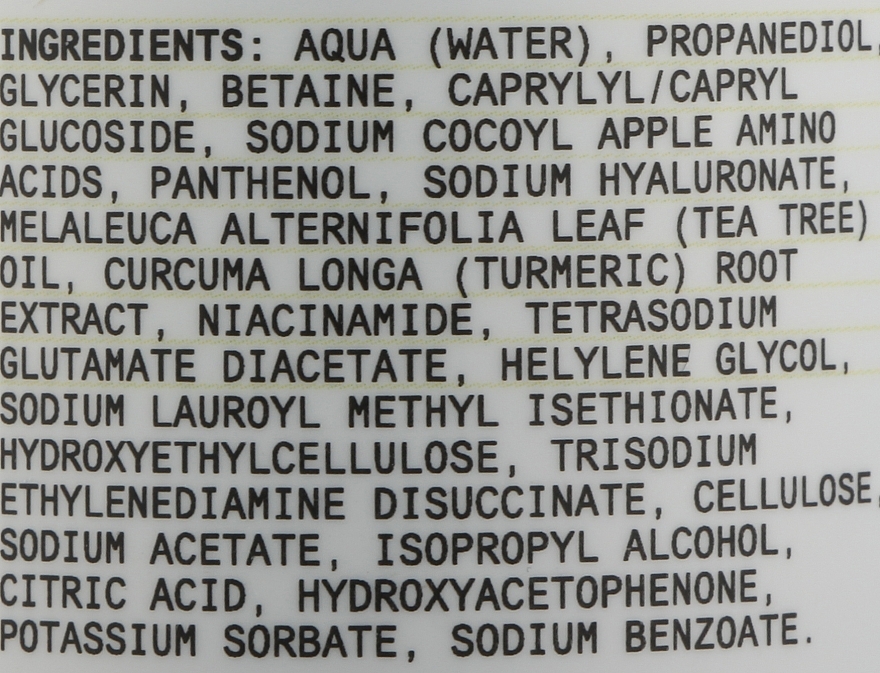 INGREDIENTS: AQUA (WATER), PROPANEDIOL,
GLYCERIN, BETAINE, CAPRYLYL/CAPRYL
GLUCOSIDE, SODIUM COCOYL APPLE AMINO
ACIDS, PANTHENOL, SODIUM HYALURONATE,
MELALEUCA ALTERNIFOLIA LEAF (TEA TREE)
OIL, CURCUMA LONGA (TURMERIC) ROOT
EXTRACT, NIACINAMIDE, TETRASODIUM
GLUTAMATE DIACETATE, HELYLENE GLYCOL,
SODIUM LAUROYL METHYL ISETHIONATE,
HYDROXYETHYLCELLULOSE, TRISODIUM
ETHYLENEDIAMINE DISUCCINATE, CELLULOSE,
SODIUM ACETATE, ISOPROPYL ALCOHOL,
CITRIC ACID, HYDROXYACETOPHENONE,
POTASSIUM SORBATE, SODIUM BENZOATE.